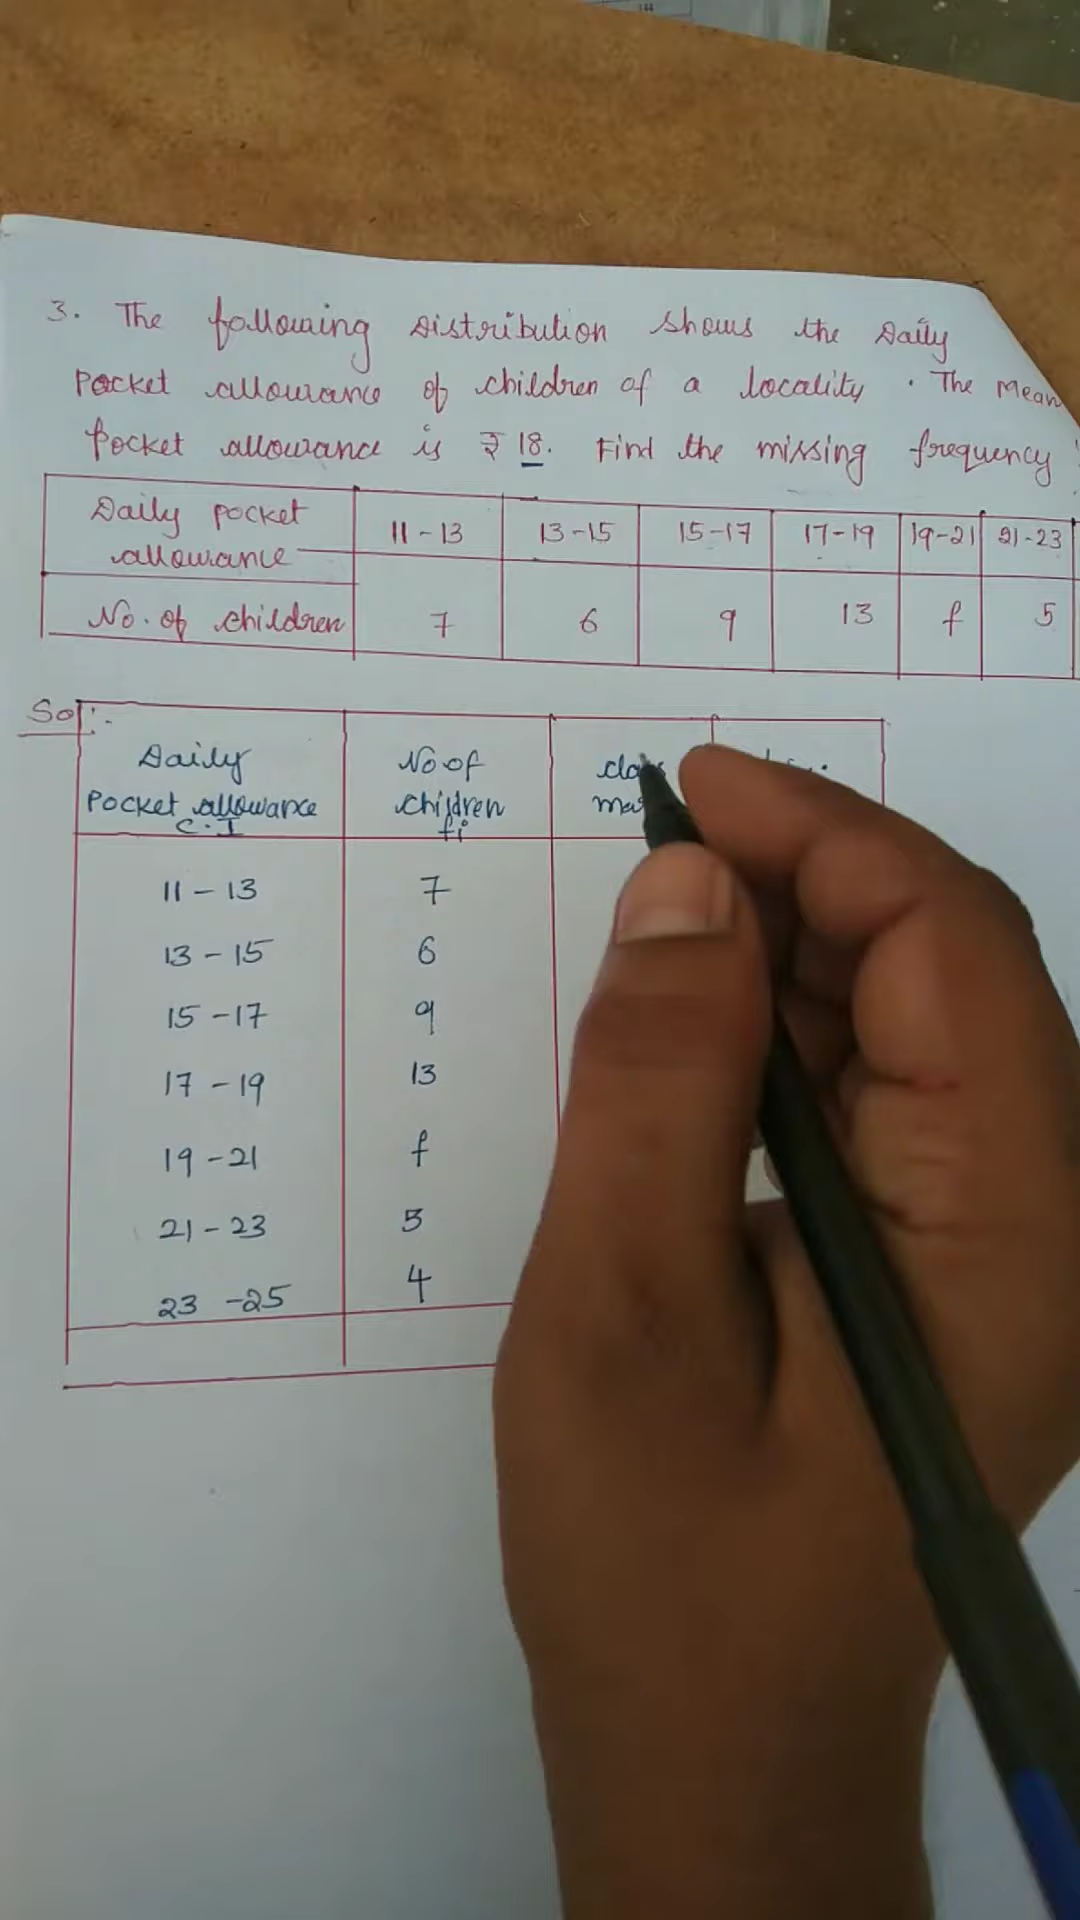 3. The following Distribution shows the Daily
Pocket allowance of children of a locality. The Mean
Pocket allowance is ₹ 18. Find the missing frequency
Daily pocket allowance 11-13 13-15 15-17 17-19 19-21 21-23
No. of children 7 6 9 13 f 5
Sol:-
Daily No of
Pocket allowance children
C.I fi
11-13 7
13-15 6
15-17 9
17-19 13
19-21 f
21-23 5
23-25 4